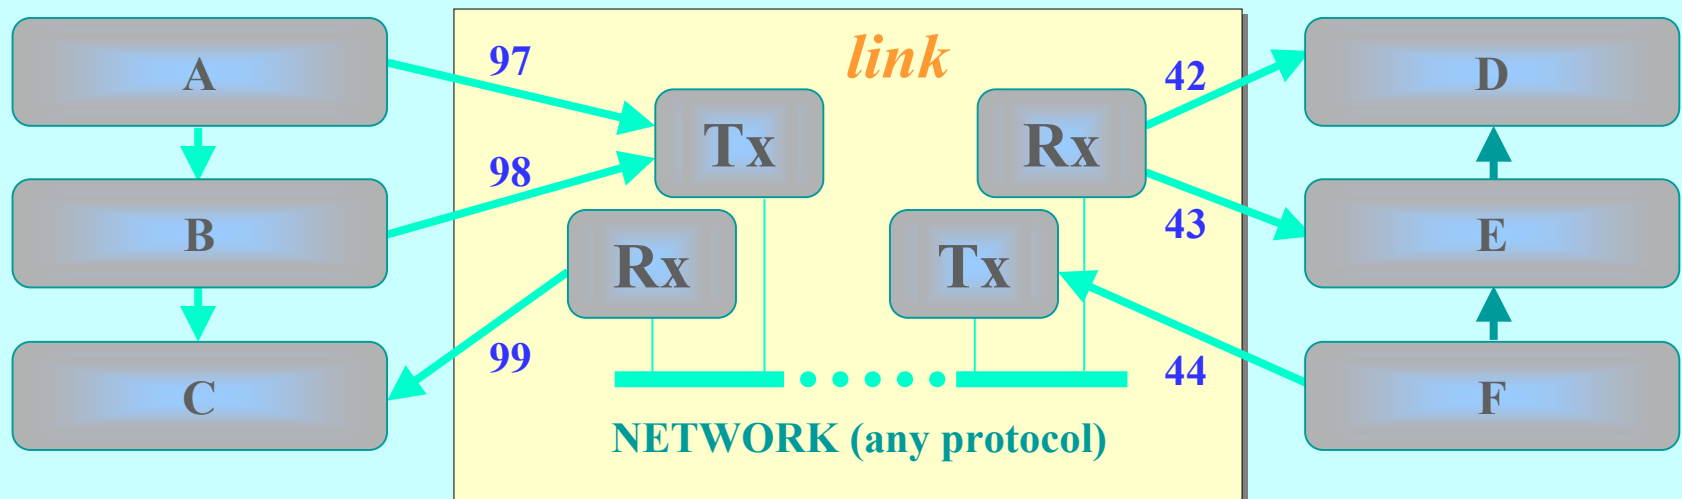 A
97
link
42
D
Tx
Rx
98
B
43
E
Rx
Tx
99
44
C
F
NETWORK (any protocol)